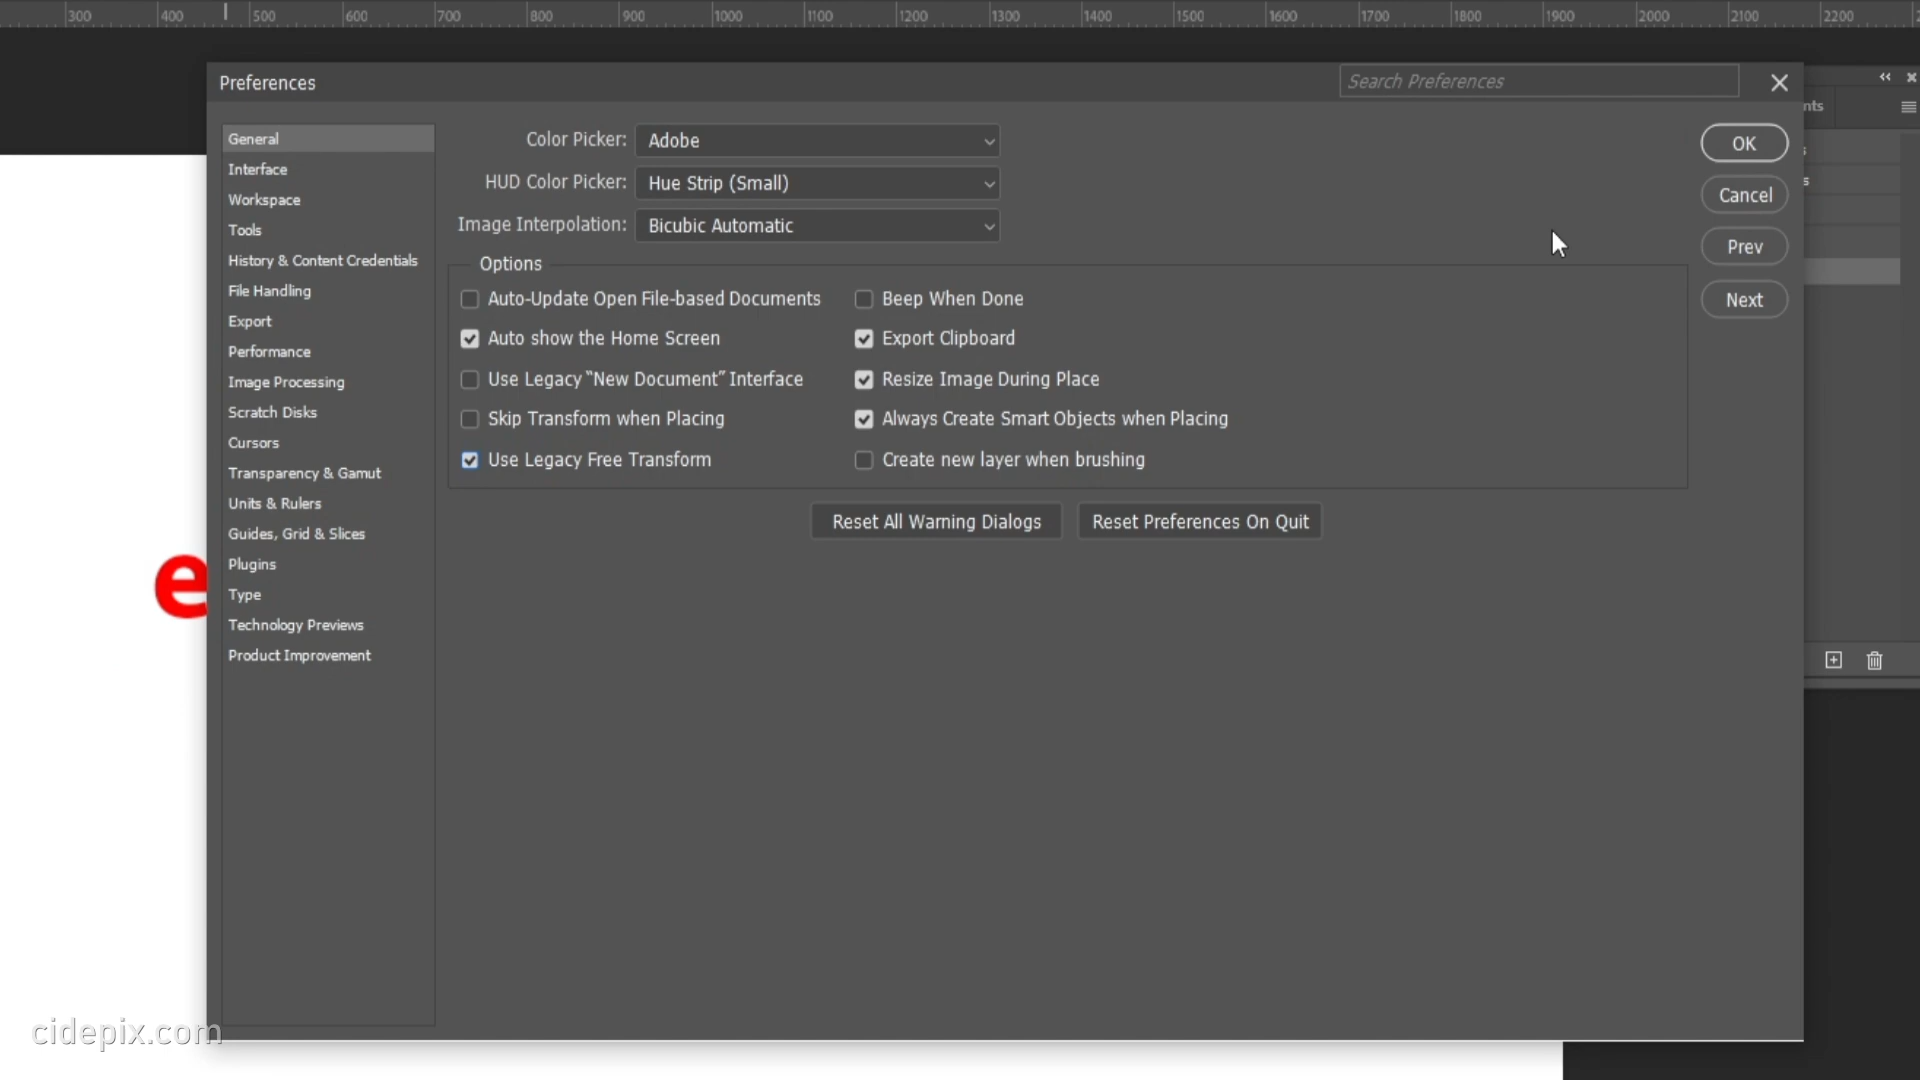 300 400 500 600 700 800 900 1000 1100 1200 1300 1400 1500 1600 1700 1800 1900 2000 2100 2200
Preferences
Search Preferences
nts
General
Interface
Workspace
Tools
History & Content Credentials
File Handling
Export
Performance
Image Processing
Scratch Disks
Cursors
Transparency & Gamut
Units & Rulers
Guides, Grid & Slices
Plugins
Type
Technology Previews
Product Improvement
Color Picker: Adobe
HUD Color Picker: Hue Strip (Small)
Image Interpolation: Bicubic Automatic
Options
Auto-Update Open File-based Documents
Beep When Done
Auto show the Home Screen
Export Clipboard
Use Legacy “New Document” Interface
Resize Image During Place
Skip Transform when Placing
Always Create Smart Objects when Placing
Use Legacy Free Transform
Create new layer when brushing
Reset All Warning Dialogs
Reset Preferences On Quit
OK
Cancel
Prev
Next
s
s
e
cidepix.com